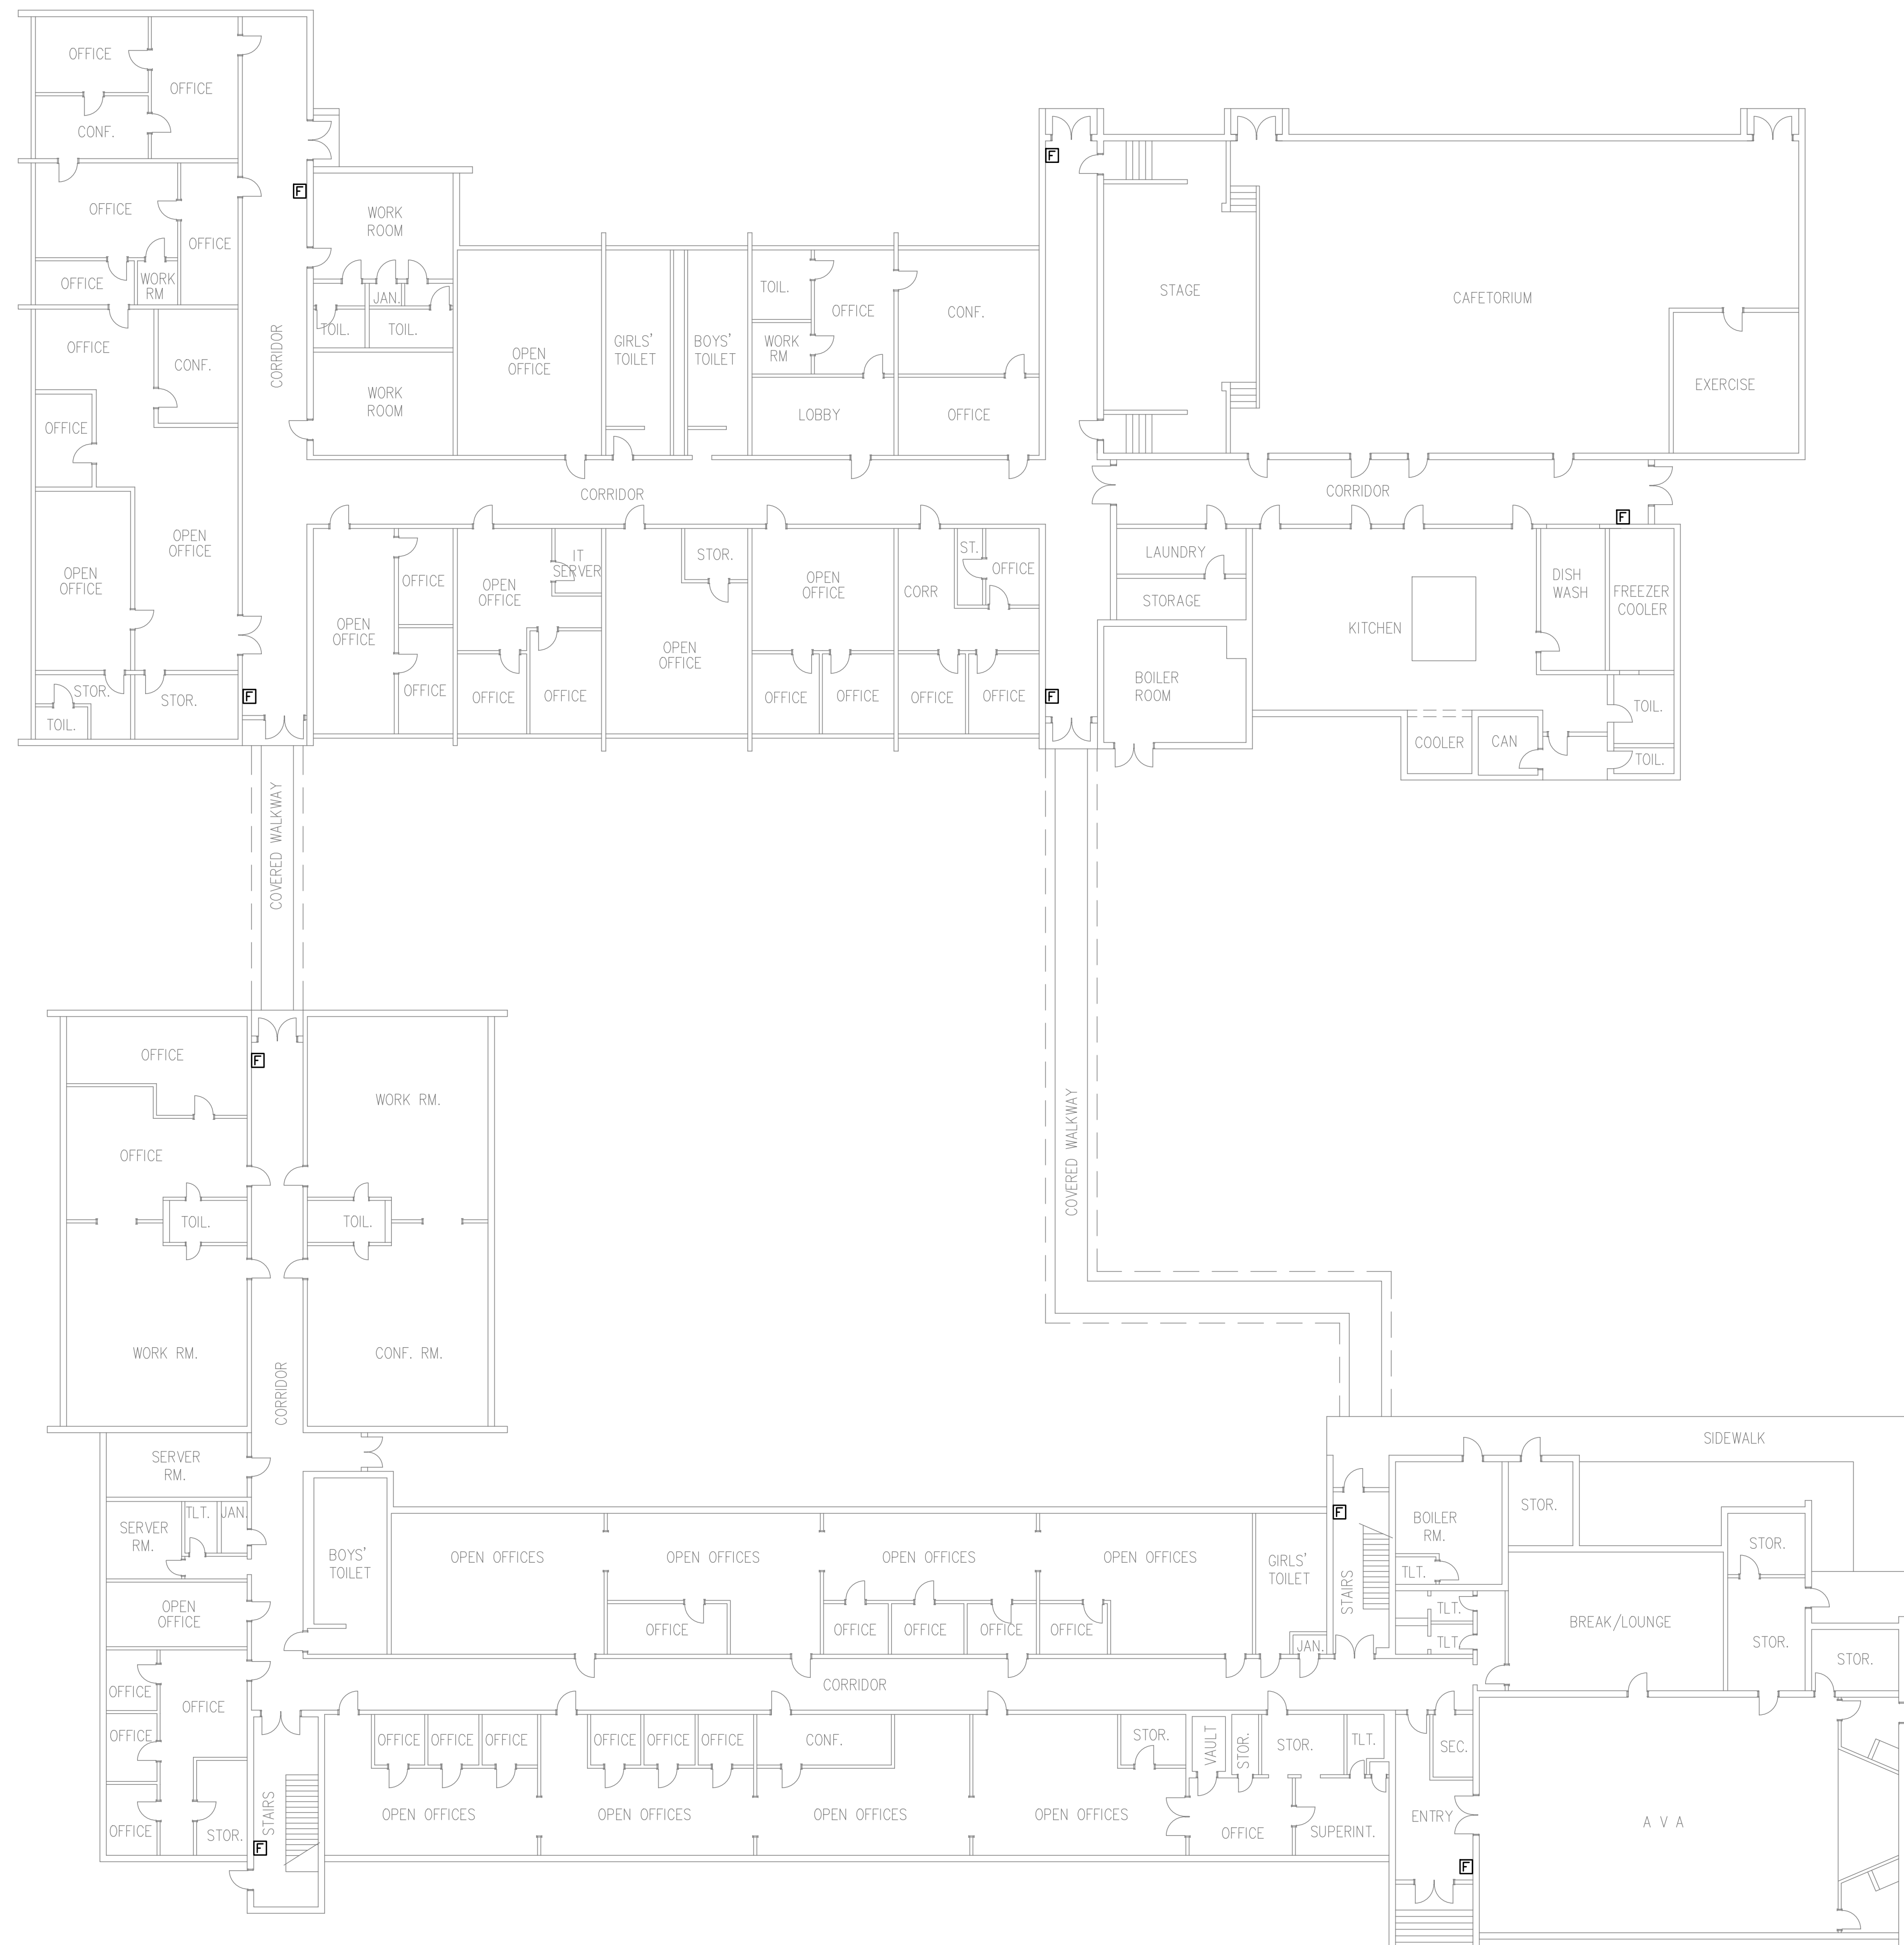 OFFICE
OFFICE
CONF.
OFFICE
OFFICE
OFFICE
WORK
RM
OFFICE
CONF.
OFFICE
OPEN
OFFICE
OPEN
OFFICE
STOR.
STOR.
TOIL.
CORRIDOR
F
F
WORK
ROOM
JAN.
TOIL.
TOIL.
WORK
ROOM
OPEN
OFFICE
GIRLS'
TOILET
BOYS'
TOILET
TOIL.
WORK
RM
OFFICE
CONF.
LOBBY
OFFICE
F
STAGE
CAFETORIUM
EXERCISE
CORRIDOR
CORRIDOR
F
OPEN
OFFICE
OFFICE
OFFICE
OPEN
OFFICE
IT
SERVER
OFFICE
OFFICE
STOR.
OPEN
OFFICE
OPEN
OFFICE
OFFICE
OFFICE
CORR
ST.
OFFICE
OFFICE
OFFICE
F
LAUNDRY
STORAGE
BOILER
ROOM
KITCHEN
DISH
WASH
FREEZER
COOLER
COOLER
CAN
TOIL.
TOIL.
COVERED WALKWAY
COVERED WALKWAY
OFFICE
F
WORK RM.
OFFICE
TOIL.
TOIL.
WORK RM.
CONF. RM.
CORRIDOR
SERVER
RM.
SERVER
RM.
TLT.
JAN.
OPEN
OFFICE
OFFICE
OFFICE
OFFICE
OFFICE
STOR.
STAIRS
F
BOYS'
TOILET
OPEN OFFICES
OPEN OFFICES
OPEN OFFICES
OPEN OFFICES
OFFICE
OFFICE
OFFICE
OFFICE
OFFICE
GIRLS'
TOILET
JAN.
STAIRS
F
SIDEWALK
BOILER
RM.
STOR.
TLT.
TLT.
TLT.
BREAK/LOUNGE
STOR.
STOR.
STOR.
CORRIDOR
OFFICE
OFFICE
OFFICE
OFFICE
OFFICE
OFFICE
CONF.
STOR.
VAULT
STOR.
STOR.
TLT.
SEC.
OPEN OFFICES
OPEN OFFICES
OPEN OFFICES
OPEN OFFICES
OFFICE
SUPERINT.
ENTRY
F
A V A